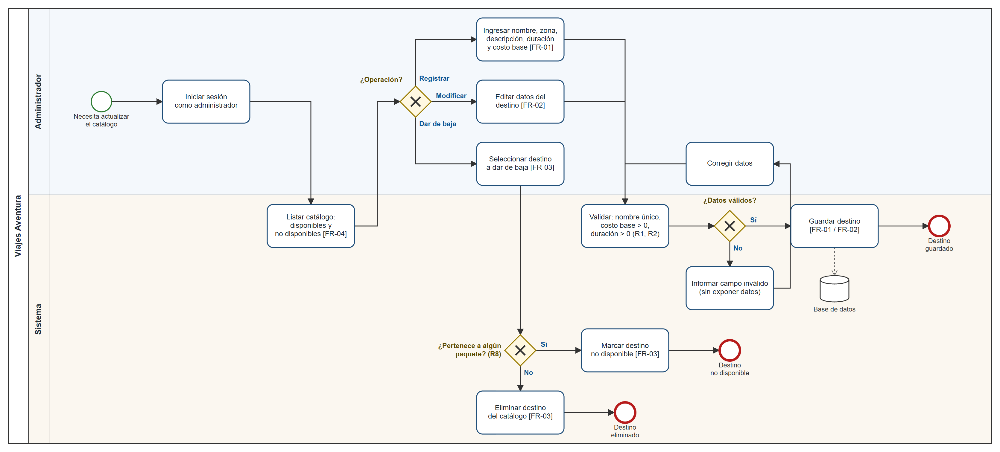 Viajes Aventura
Administrador
Necesita actualizar
el catálogo
Iniciar sesión
como administrador
¿Operación?
Registrar
Modificar
Dar de baja
Ingresar nombre, zona,
descripción, duración
y costo base [FR-01]
Editar datos del
destino [FR-02]
Seleccionar destino
a dar de baja [FR-03]
Corregir datos
Sistema
Listar catálogo:
disponibles y
no disponibles [FR-04]
Validar: nombre único,
costo base > 0,
duración > 0 (R1, R2)
¿Datos válidos?
Sí
No
Guardar destino
[FR-01 / FR-02]
Destino
guardado
Informar campo inválido
(sin exponer datos)
Base de datos
¿Pertenece a algún
paquete? (R8)
Sí
No
Marcar destino
no disponible [FR-03]
Destino
no disponible
Eliminar destino
del catálogo [FR-03]
Destino
eliminado